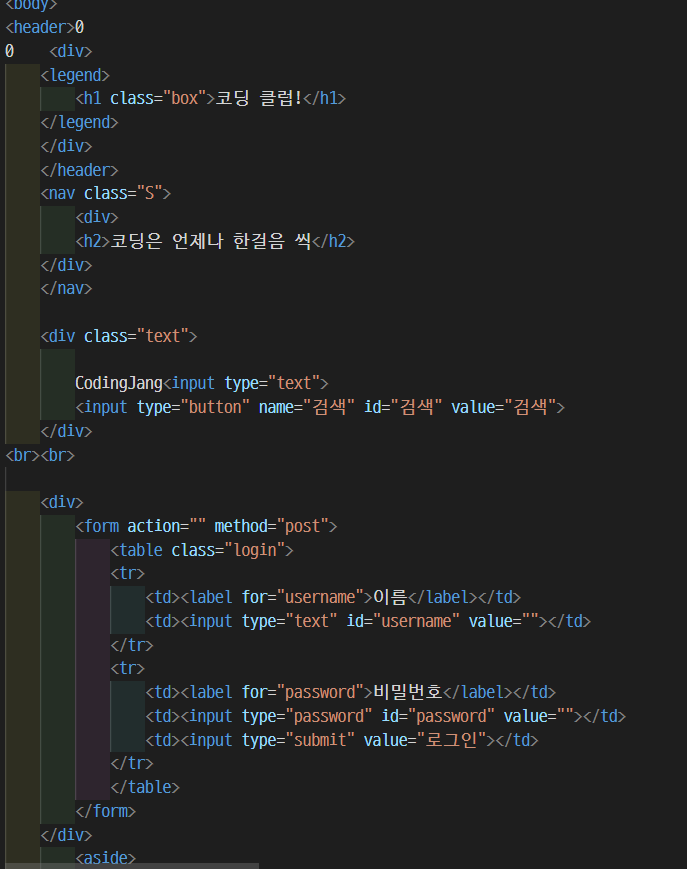 <body>
<header>0
0    <div>
    <legend>
        <h1 class="box">코딩 클럽!</h1>
    </legend>
    </div>
    </header>
    <nav class="S">
        <div>
        <h2>코딩은 언제나 한걸음 씩</h2>
    </div>
    </nav>
    <div class="text">
        CodingJang<input type="text">
        <input type="button" name="검색" id="검색" value="검색">
    </div>
<br><br>
    <div>
        <form action="" method="post">
            <table class="login">
            <tr>
                <td><label for="username">이름</label></td>
                <td><input type="text" id="username" value=""></td>
            </tr>
            <tr>
                <td><label for="password">비밀번호</label></td>
                <td><input type="password" id="password" value=""></td>
                <td><input type="submit" value="로그인"></td>
            </tr>
            </table>
        </form>
    </div>
        <aside>